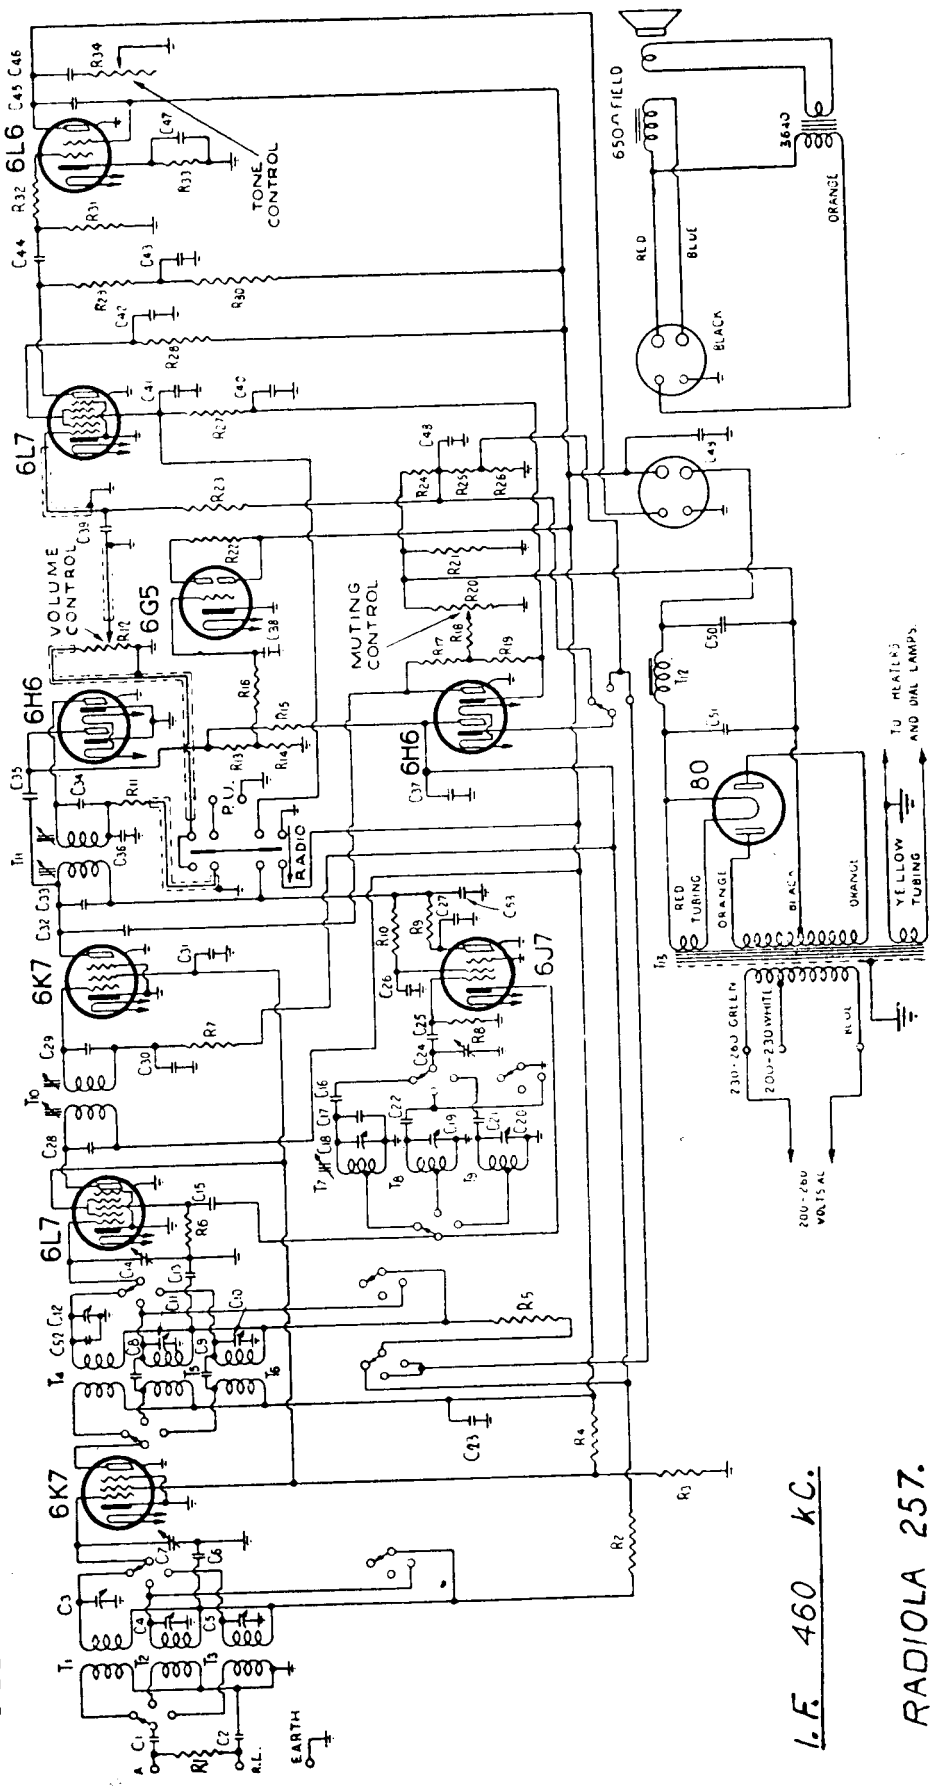 T1
C3
T2
C4
T3
C5
C7
C6
A
C1
R1
C2
R.L.
EARTH
6K7
T4
C52
C12
C8
C11
T5
C9
C10
T6
C14
C13
R6
C15
6L7
C28
T10
C29
C30
R7
6K7
C31
C32
C33
T11
C35
C34
C36
R11
6H6
VOLUME
CONTROL
R12
C39
6L7
C41
R27
C40
R28
C42
R29
C43
R30
C44
R31
R32
6L6
C45
C46
R34
C47
R33
TONE
CONTROL
P.U.
RADIO
R13
R14
R15
R16
6G5
C38
R22
R23
MUTING
CONTROL
R17
R18
R19
R20
R21
R24
R25
R26
C48
6H6
C37
R10
R9
C27
C53
C26
6J7
C25
C24
R8
C16
C17
C18
T7
C22
C19
T8
C21
C20
T9
R5
C23
R4
R3
R2
650Ω FIELD
RED
BLUE
BLACK
ORANGE
C49
T12
C50
C51
80
RED
TUBING
ORANGE
BLACK
ORANGE
YELLOW
TUBING
TO HEATERS
AND DIAL LAMPS.
T13
230-260 GREEN
200-230 WHITE
BLUE
200-260
VOLTS AC
I.F. 460 kC.
RADIOLA 257.